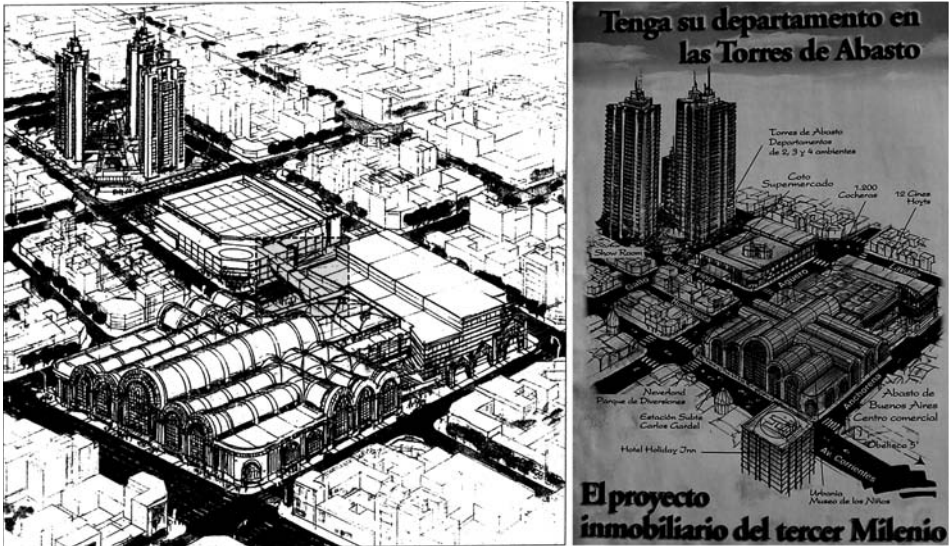 Tenga su departamento en
las Torres de Abasto
Torres de Abasto
Departamentos
de 2, 3 y 4 ambientes
Coto
Supermercado
1.200
Cocheras
12 Cines
Hoyts
Show Room
Neverland
Parque de Diversiones
Estación Subte
Carlos Gardel
Hotel Holiday Inn
Abasto de
Buenos Aires
Centro comercial
Obelisco 5'
Av. Corrientes
Urbania
Museo de los Niños
El proyecto
inmobiliario del tercer Milenio